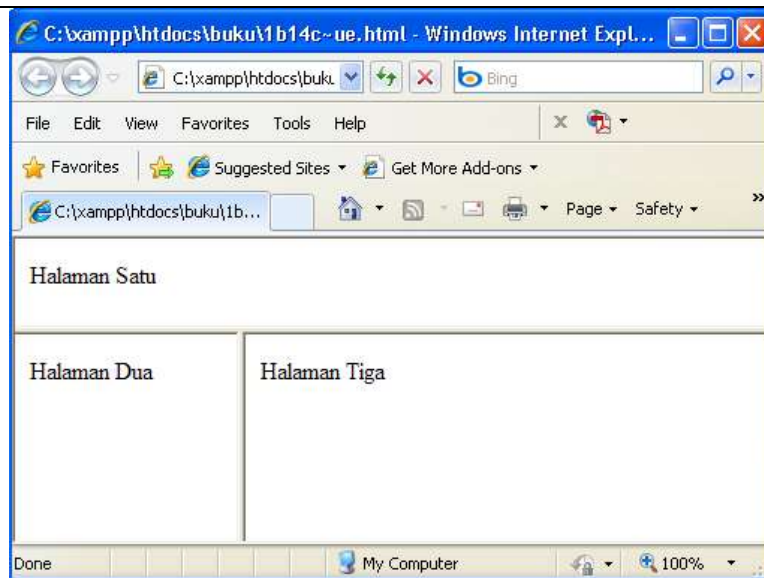 C:\xampp\htdocs\buku\1b14c~ue.html - Windows Internet Expl...
C:\xampp\htdocs\buku Bing
File Edit View Favorites Tools Help
Favorites Suggested Sites Get More Add-ons
C:\xampp\htdocs\buku\1b... Page Safety »
Halaman Satu
Halaman Dua Halaman Tiga
Done My Computer 100%